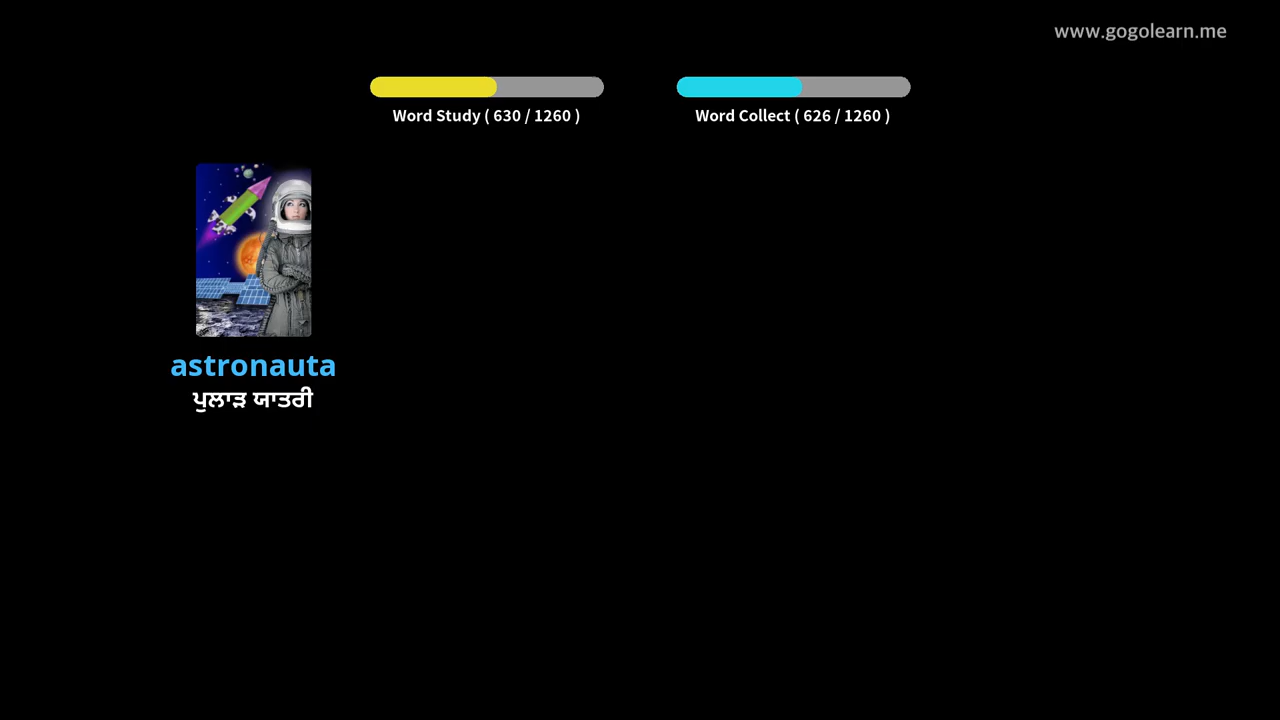 www.gogolearn.me
Word Study ( 630 / 1260 )
Word Collect ( 626 / 1260 )
astronauta
ਪੁਲਾੜ ਯਾਤਰੀ